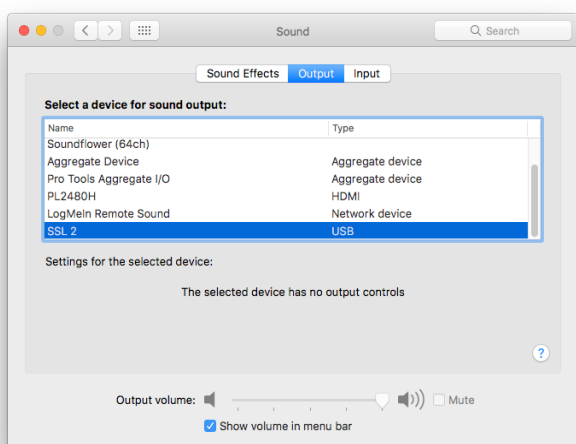 Sound
Search
Sound Effects Output Input
Select a device for sound output:
Name Type
Soundflower (64ch)
Aggregate Device Aggregate device
Pro Tools Aggregate I/O Aggregate device
PL2480H HDMI
LogMeIn Remote Sound Network device
SSL 2 USB
Settings for the selected device:
The selected device has no output controls
?
Output volume: Mute
Show volume in menu bar